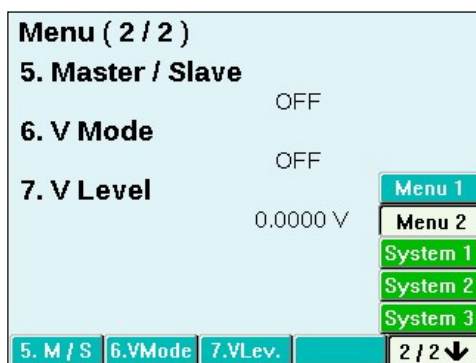 Menu ( 2 / 2 )
5. Master / Slave
OFF
6. V Mode
OFF
7. V Level
0.0000 V
Menu 1
Menu 2
System 1
System 2
System 3
5. M / S 6.VMode 7.VLev. 2 / 2 🡻